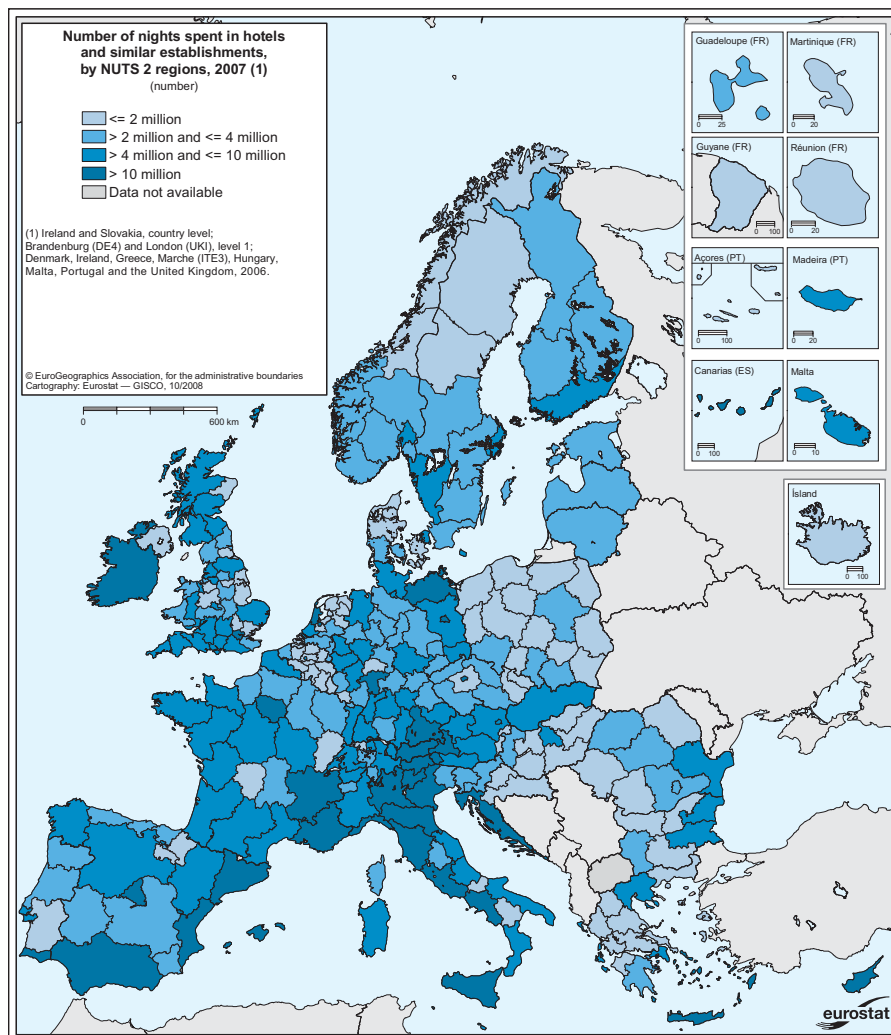 Number of nights spent in hotels
and similar establishments,
by NUTS 2 regions, 2007 (1)
(number)
<= 2 million
> 2 million and <= 4 million
> 4 million and <= 10 million
> 10 million
Data not available
(1) Ireland and Slovakia, country level;
Brandenburg (DE4) and London (UKI), level 1;
Denmark, Ireland, Greece, Marche (ITE3), Hungary,
Malta, Portugal and the United Kingdom, 2006.
© EuroGeographics Association, for the administrative boundaries
Cartography: Eurostat — GISCO, 10/2008
0 600 km
Guadeloupe (FR)
0 25
Martinique (FR)
0 20
Guyane (FR)
0 100
Réunion (FR)
0 20
Açores (PT)
0 100
Madeira (PT)
0 20
Canarias (ES)
0 100
Malta
0 10
Ísland
0 100
eurostat